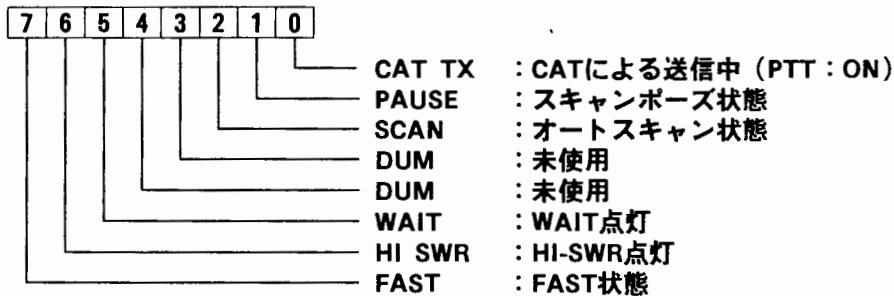 7 6 5 4 3 2 1 0
CAT TX :CATによる送信中(PTT:ON)
PAUSE :スキャンポーズ状態
SCAN :オートスキャン状態
DUM :未使用
DUM :未使用
WAIT :WAIT点灯
HI SWR :HI-SWR点灯
FAST :FAST状態